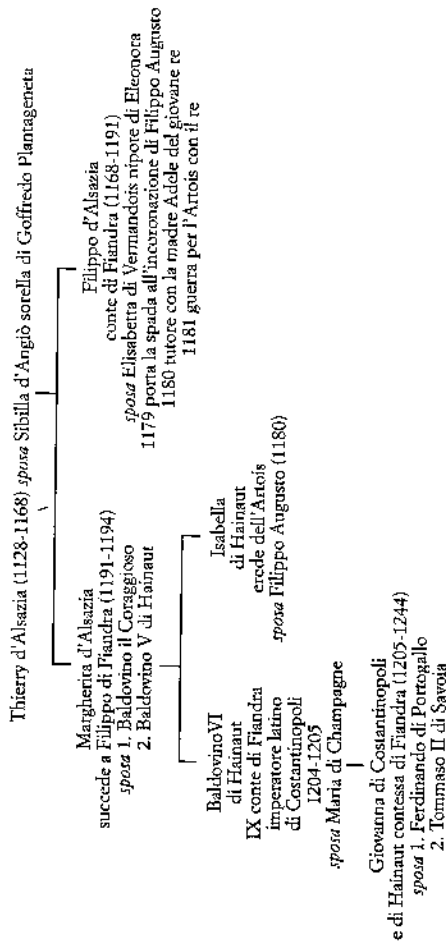 Thierry d'Alsazia (1128-1168) sposa Sibilla d'Angiò sorella di Goffredo Plantageneta
Margherita d'Alsazia
succede a Filippo di Fiandra (1191-1194)
sposa 1. Baldovino il Coraggioso
2. Baldovino V di Hainaut
Filippo d'Alsazia
conte di Fiandra (1168-1191)
sposa Elisabetta di Vermandois nipote di Eleonora
1179 porta la spada all'incoronazione di Filippo Augusto
1180 tutore con la madre Adele del giovane re
1181 guerra per l'Artois con il re
Baldovino VI
di Hainaut
IX conte di Fiandra
imperatore latino
di Costantinopoli
1204-1205
sposa Maria di Champagne
Isabella
di Hainaut
erede dell'Artois
sposa Filippo Augusto (1180)
Giovanna di Costantinopoli
e di Hainaut contessa di Fiandra (1205-1244)
sposa 1. Ferdinando di Portogallo
2. Tommaso II di Savoia